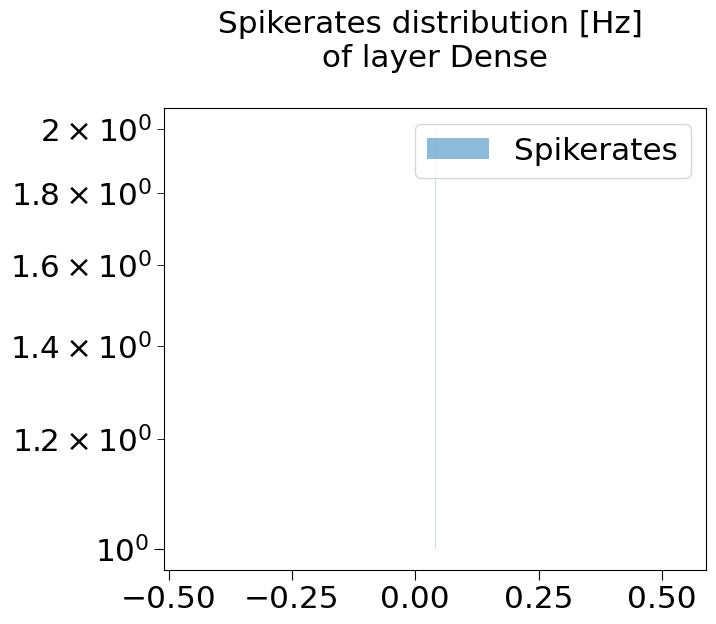 Spikerates distribution [Hz]
of layer Dense
2 × 10⁰
1.8 × 10⁰
1.6 × 10⁰
1.4 × 10⁰
1.2 × 10⁰
10⁰
Spikerates
−0.50 −0.25 0.00 0.25 0.50